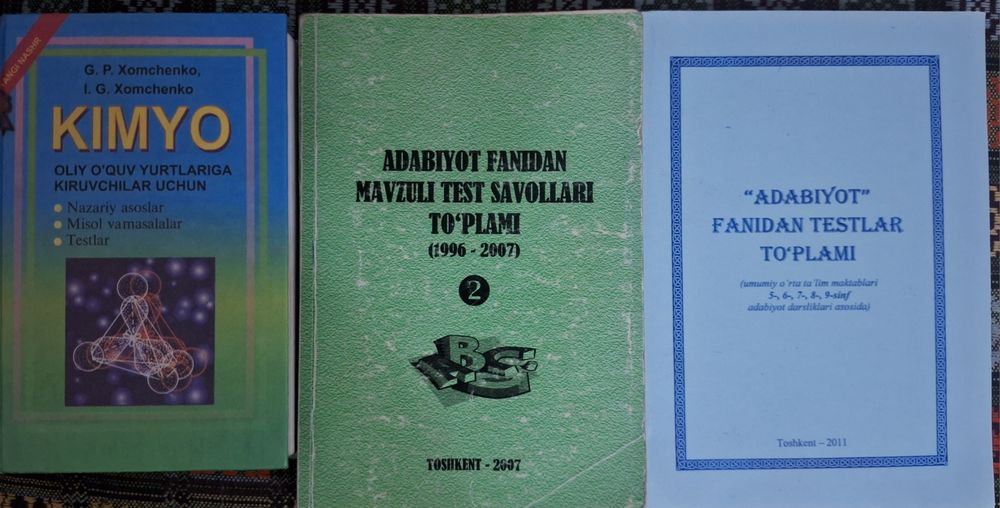 ANGI NASHR
G. P. Xomchenko,
I. G. Xomchenko
KIMYO
OLIY O'QUV YURTLARIGA
KIRUVCHILAR UCHUN
Nazariy asoslar
Misol vamasalalar
Testlar
ADABIYOT FANIDAN
MAVZULI TEST SAVOLLARI
TO‘PLAMI
(1996 - 2007)
2
TOSHKENT - 2007
“ADABIYOT”
FANIDAN TESTLAR
TO‘PLAMI
(umumiy o‘rta ta’lim maktablari
5-, 6-, 7-, 8-, 9-sinf
adabiyot darsliklari asosida)
Toshkent – 2011